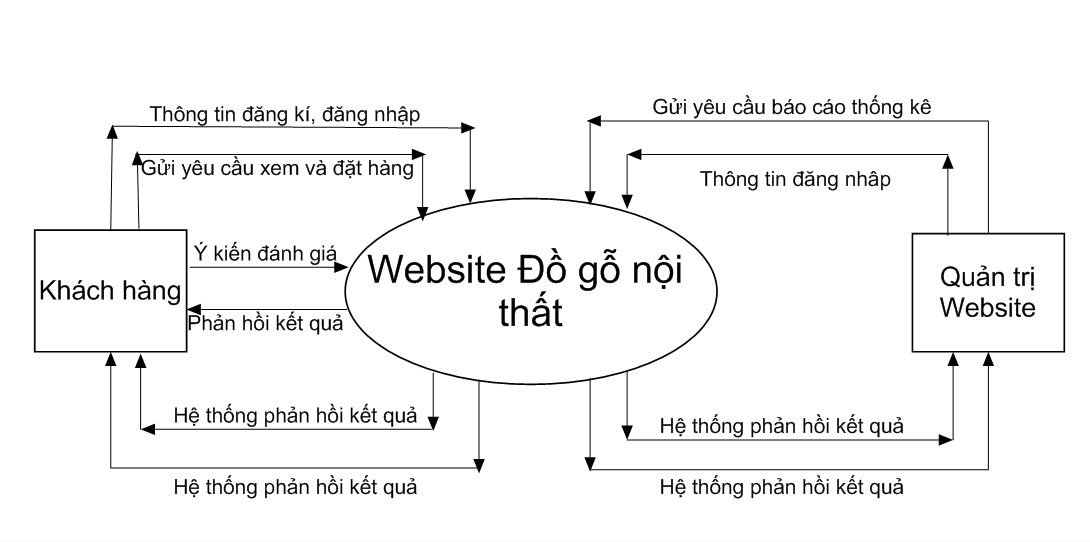 Thông tin đăng kí, đăng nhập
Gửi yêu cầu báo cáo thống kê
Gửi yêu cầu xem và đặt hàng
Thông tin đăng nhâp
Ý kiến đánh giá
Khách hàng
Website Đồ gỗ nội
thất
Quản trị
Website
Phản hồi kết quả
Hệ thống phản hồi kết quả
Hệ thống phản hồi kết quả
Hệ thống phản hồi kết quả
Hệ thống phản hồi kết quả